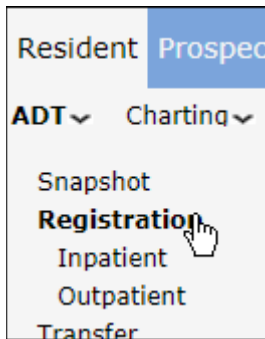 Resident Prospec
ADT Charting
Snapshot
Registration
Inpatient
Outpatient
Transfer